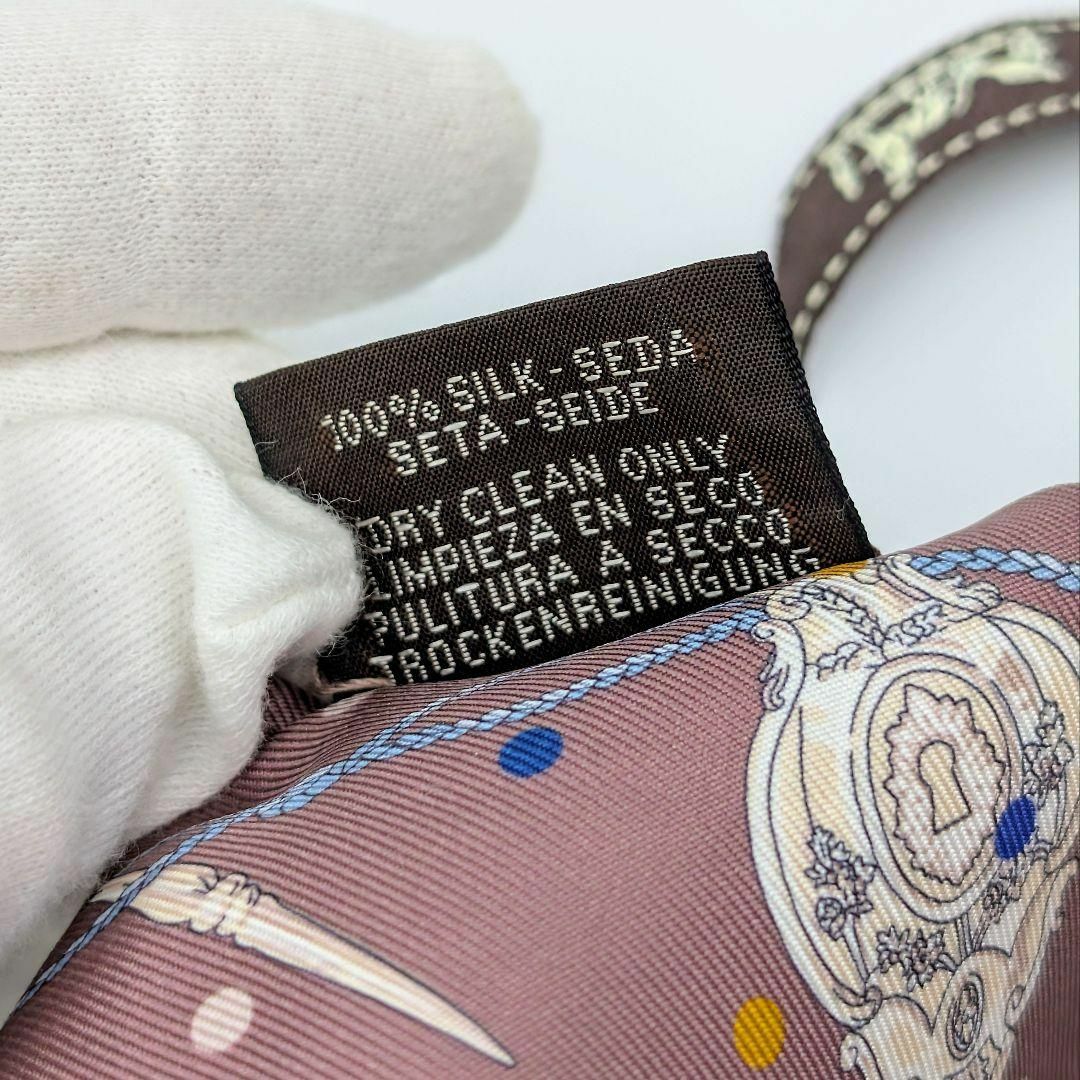 100% SILK - SEDA
SETA - SEIDE
DRY CLEAN ONLY
LIMPIEZA EN SECO
PULITURA A SECCO
TROCKENREINIGUNG